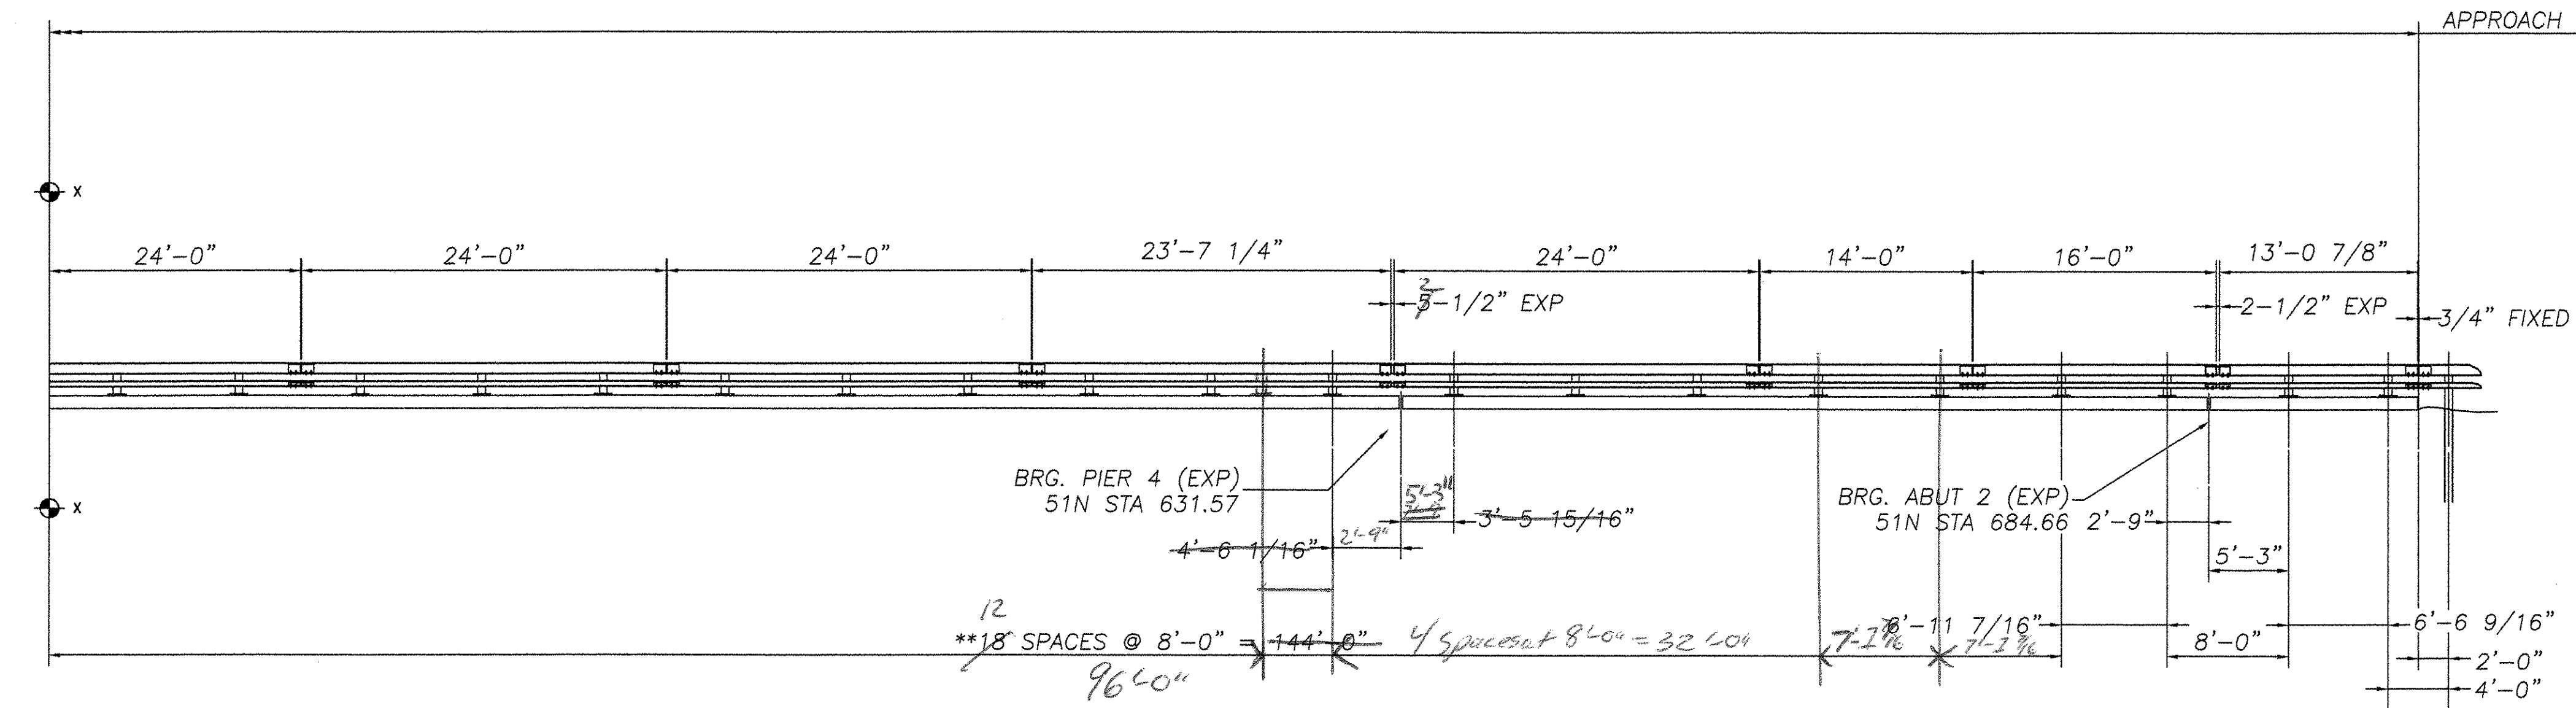 APPROACH
x
24'-0" 24'-0" 24'-0" 23'-7 1/4" 24'-0" 14'-0" 16'-0" 13'-0 7/8"
2
5-1/2" EXP 2-1/2" EXP 3/4" FIXED
BRG. PIER 4 (EXP)
51N STA 631.57
5'-3"
3'-5 15/16"
BRG. ABUT 2 (EXP)
51N STA 684.66 2'-9"
x
4'-6 1/16" 2'-9"
5'-3"
12
**18 SPACES @ 8'-0" = 144'-0" 4 spaces at 8'-0" = 32'-0" 7'-1 7/16 6'-11 7/16" 6'-6 9/16"
96'-0"
8'-0" 2'-0"
4'-0"